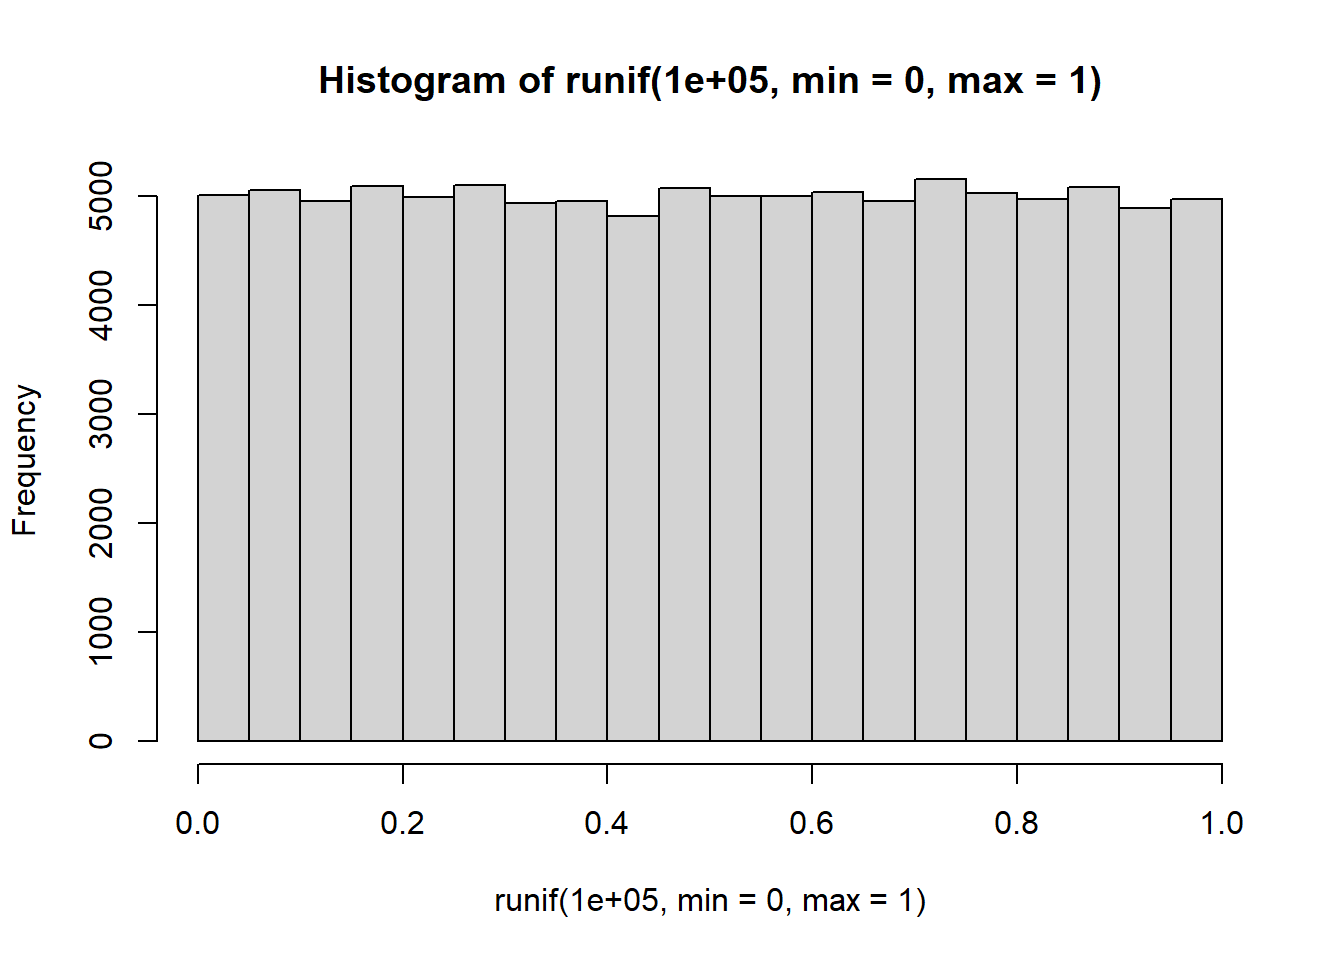 Histogram of runif(1e+05, min = 0, max = 1)
Frequency
5000
4000
3000
2000
1000
0
0.0 0.2 0.4 0.6 0.8 1.0
runif(1e+05, min = 0, max = 1)